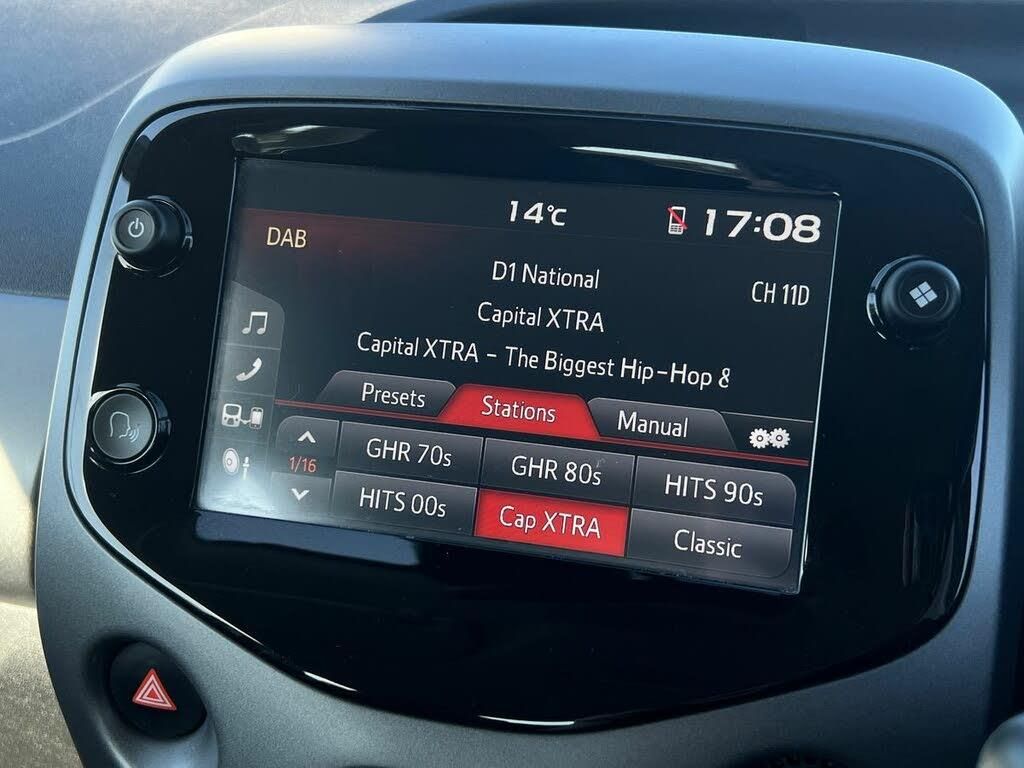 14°C
17:08
DAB
D1 National
CH 11D
Capital XTRA
Capital XTRA - The Biggest Hip-Hop &
Presets
Stations
Manual
1/16
GHR 70s
GHR 80s
HITS 90s
HITS 00s
Cap XTRA
Classic